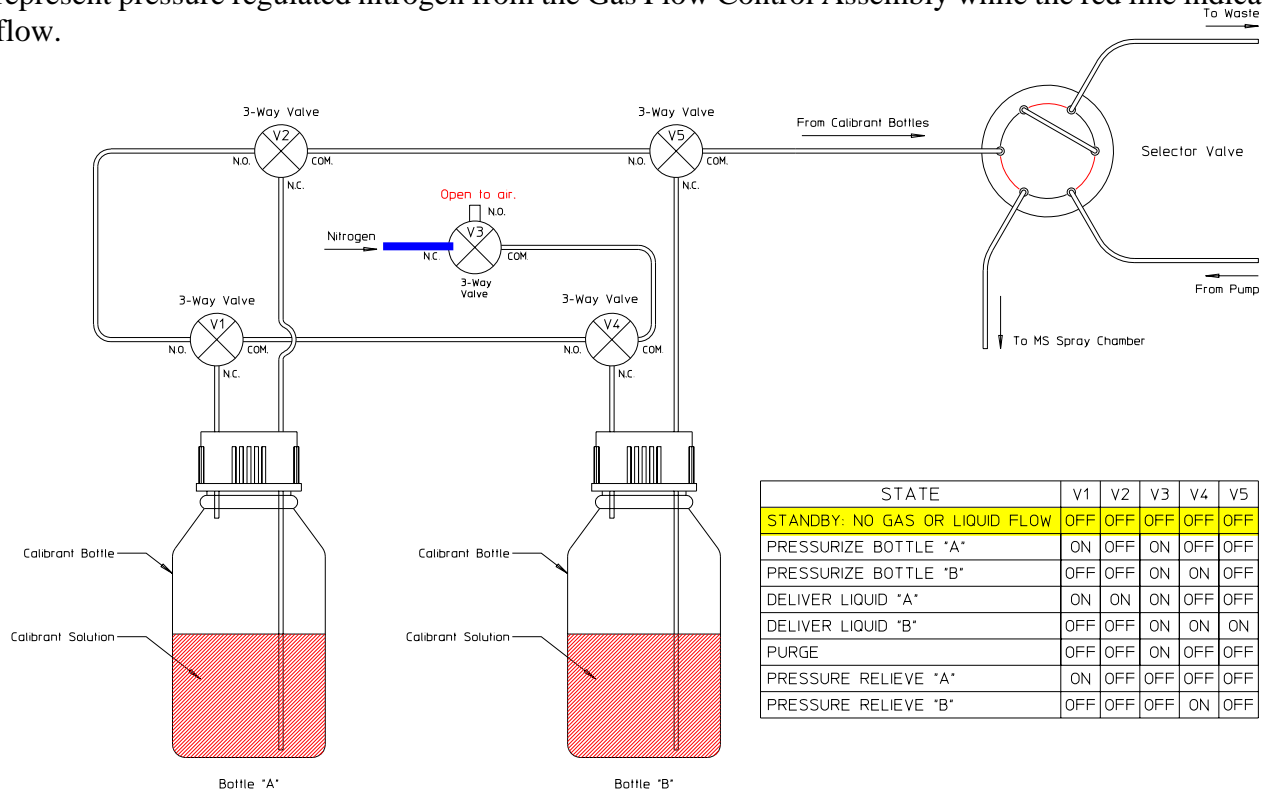 represent pressure regulated nitrogen from the Gas Flow Control Assembly while the red line indica
flow.
To Waste
3-Way Valve
V2
N.O.
COM.
N.C.
3-Way Valve
V5
N.O.
COM.
N.C.
From Calibrant Bottles
Selector Valve
Open to air.
N.O.
Nitrogen
V3
N.C.
COM.
3-Way
Valve
From Pump
3-Way Valve
V1
N.O.
COM.
N.C.
3-Way Valve
V4
N.O.
COM.
N.C.
To MS Spray Chamber
Calibrant Bottle
Calibrant Solution
Bottle "A"
Calibrant Bottle
Calibrant Solution
Bottle "B"
STATE V1 V2 V3 V4 V5
STANDBY: NO GAS OR LIQUID FLOW OFF OFF OFF OFF OFF
PRESSURIZE BOTTLE "A" ON OFF ON OFF OFF
PRESSURIZE BOTTLE "B" OFF OFF ON ON OFF
DELIVER LIQUID "A" ON ON ON OFF OFF
DELIVER LIQUID "B" OFF OFF ON ON ON
PURGE OFF OFF ON OFF OFF
PRESSURE RELIEVE "A" ON OFF OFF OFF OFF
PRESSURE RELIEVE "B" OFF OFF OFF ON OFF